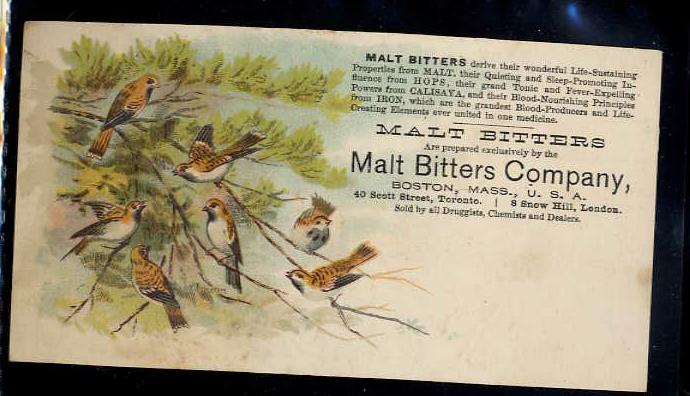 MALT BITTERS derive their wonderful Life-Sustaining
Properties from MALT, their Quieting and Sleep-Promoting In-
fluence from HOPS, their grand Tonic and Fever-Expelling
Powers from CALISAYA, and their Blood-Nourishing Principles
from IRON, which are the grandest Blood-Producers and Life-
Creating Elements ever united in one medicine.
MALT BITTERS
Are prepared exclusively by the
Malt Bitters Company,
BOSTON, MASS., U. S. A.
40 Scott Street, Toronto. | 8 Snow Hill, London.
Sold by all Druggists, Chemists and Dealers.